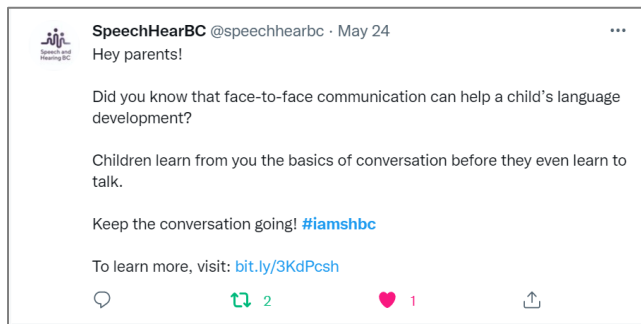 SpeechHearBC @speechhearbc · May 24
Speech and
Hearing BC
Hey parents!
Did you know that face-to-face communication can help a child's language
development?
Children learn from you the basics of conversation before they even learn to
talk.
Keep the conversation going! #iamshbc
To learn more, visit: bit.ly/3KdPcsh
2 1